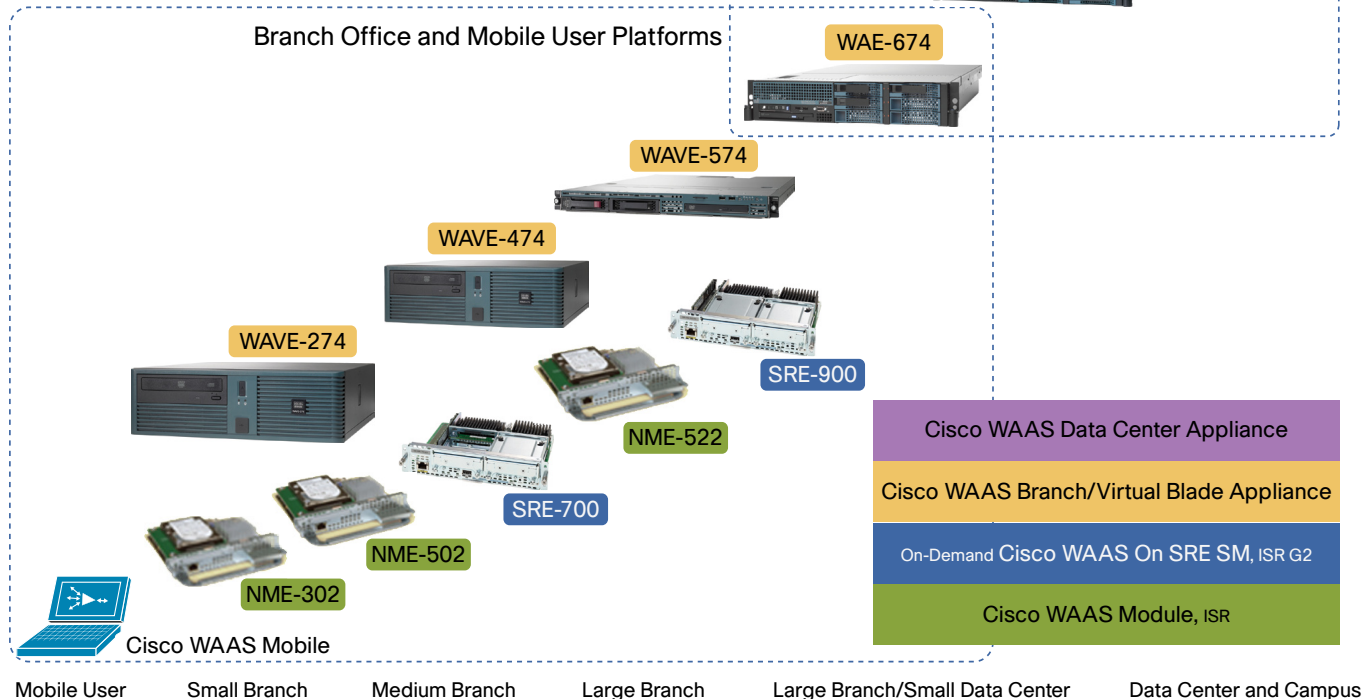 Branch Office and Mobile User Platforms
WAE-674
WAVE-574
WAVE-474
WAVE-274
SRE-900
NME-522
SRE-700
NME-502
NME-302
Cisco WAAS Mobile
Cisco WAAS Data Center Appliance
Cisco WAAS Branch/Virtual Blade Appliance
On-Demand Cisco WAAS On SRE SM, ISR G2
Cisco WAAS Module, ISR
Mobile User Small Branch Medium Branch Large Branch Large Branch/Small Data Center Data Center and Campus